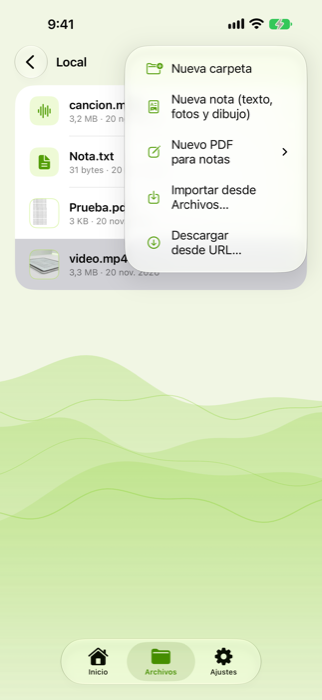 9:41
Local
Nueva carpeta
Nueva nota (texto,
fotos y dibujo)
Nuevo PDF
para notas
Importar desde
Archivos...
Descargar
desde URL...
cancion.m
3,2 MB · 20 n
Nota.txt
31 bytes · 20
Prueba.pd
3 KB · 20 nov
video.mp4
3,3 MB · 20 nov. 2020
Inicio
Archivos
Ajustes